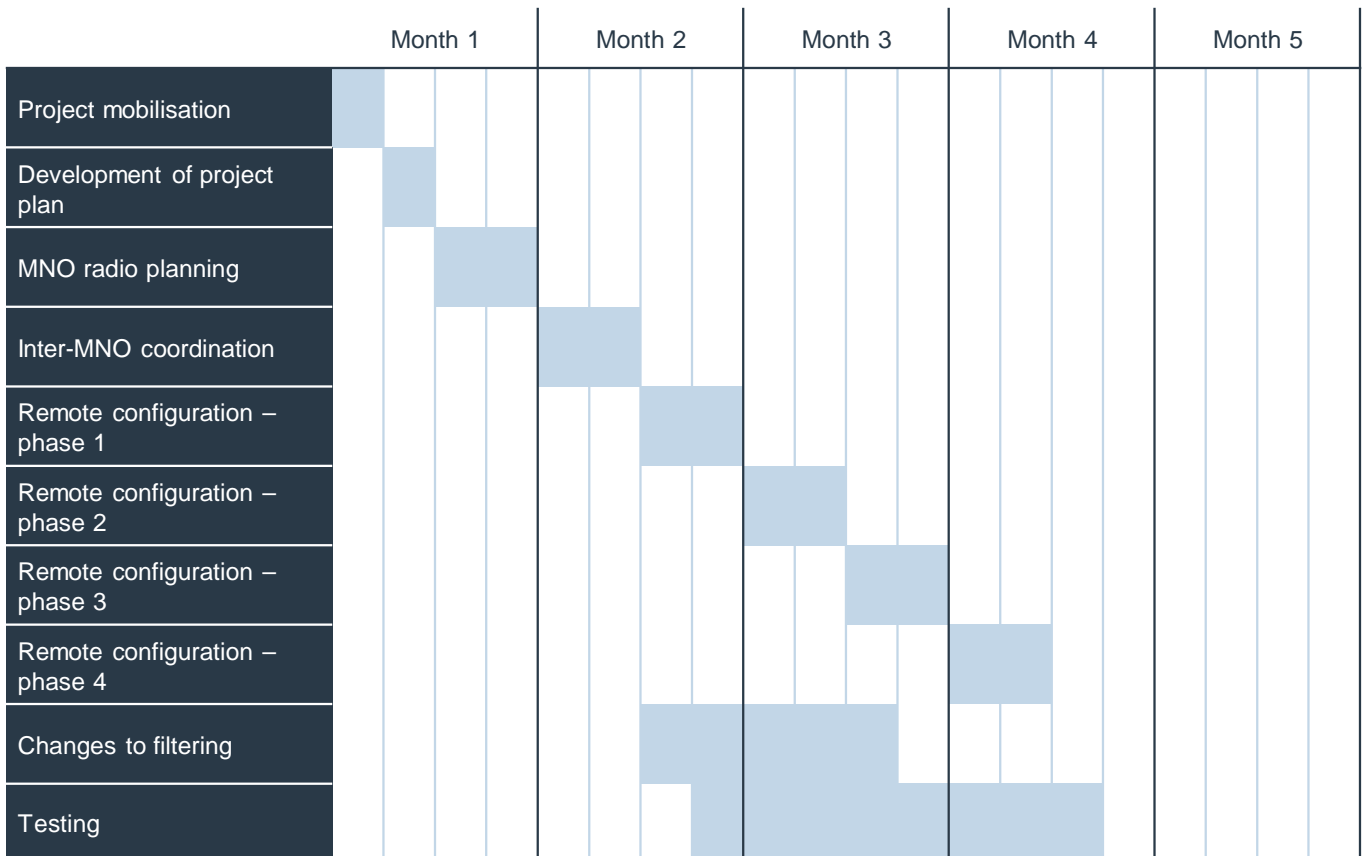 Month 1 Month 2 Month 3 Month 4 Month 5
Project mobilisation
Development of project
plan
MNO radio planning
Inter-MNO coordination
Remote configuration –
phase 1
Remote configuration –
phase 2
Remote configuration –
phase 3
Remote configuration –
phase 4
Changes to filtering
Testing